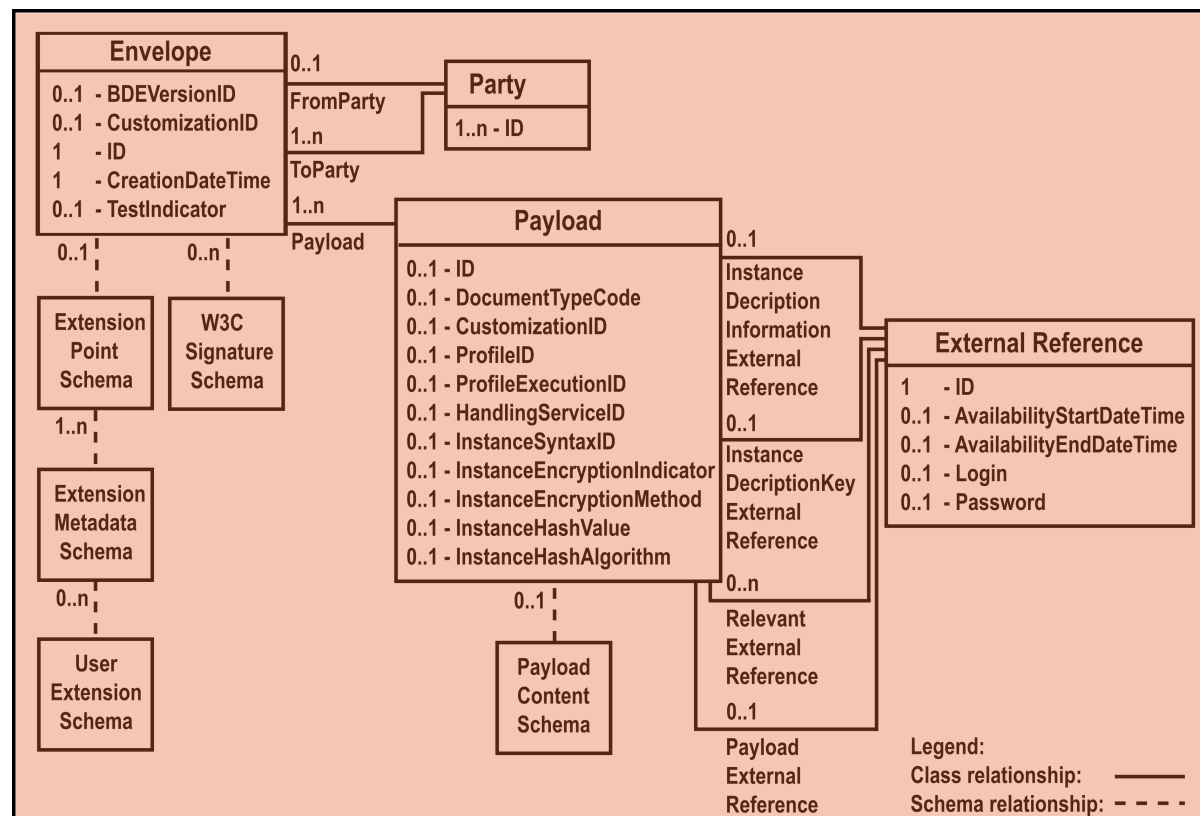 Envelope
0..1 - BDEVersionID
0..1 - CustomizationID
1 - ID
1 - CreationDateTime
0..1 - TestIndicator
0..1
FromParty
1..n
ToParty
1..n
Payload
Party
1..n - ID
0..1
0..n
Extension
Point
Schema
W3C
Signature
Schema
1..n
Extension
Metadata
Schema
0..n
User
Extension
Schema
Payload
0..1 - ID
0..1 - DocumentTypeCode
0..1 - CustomizationID
0..1 - ProfileID
0..1 - ProfileExecutionID
0..1 - HandlingServiceID
0..1 - InstanceSyntaxID
0..1 - InstanceEncryptionIndicator
0..1 - InstanceEncryptionMethod
0..1 - InstanceHashValue
0..1 - InstanceHashAlgorithm
0..1
Payload
Content
Schema
0..1
Instance
Decription
Information
External
Reference
0..1
Instance
DecriptionKey
External
Reference
0..n
Relevant
External
Reference
0..1
Payload
External
Reference
External Reference
1 - ID
0..1 - AvailabilityStartDateTime
0..1 - AvailabilityEndDateTime
0..1 - Login
0..1 - Password
Legend:
Class relationship:
Schema relationship: